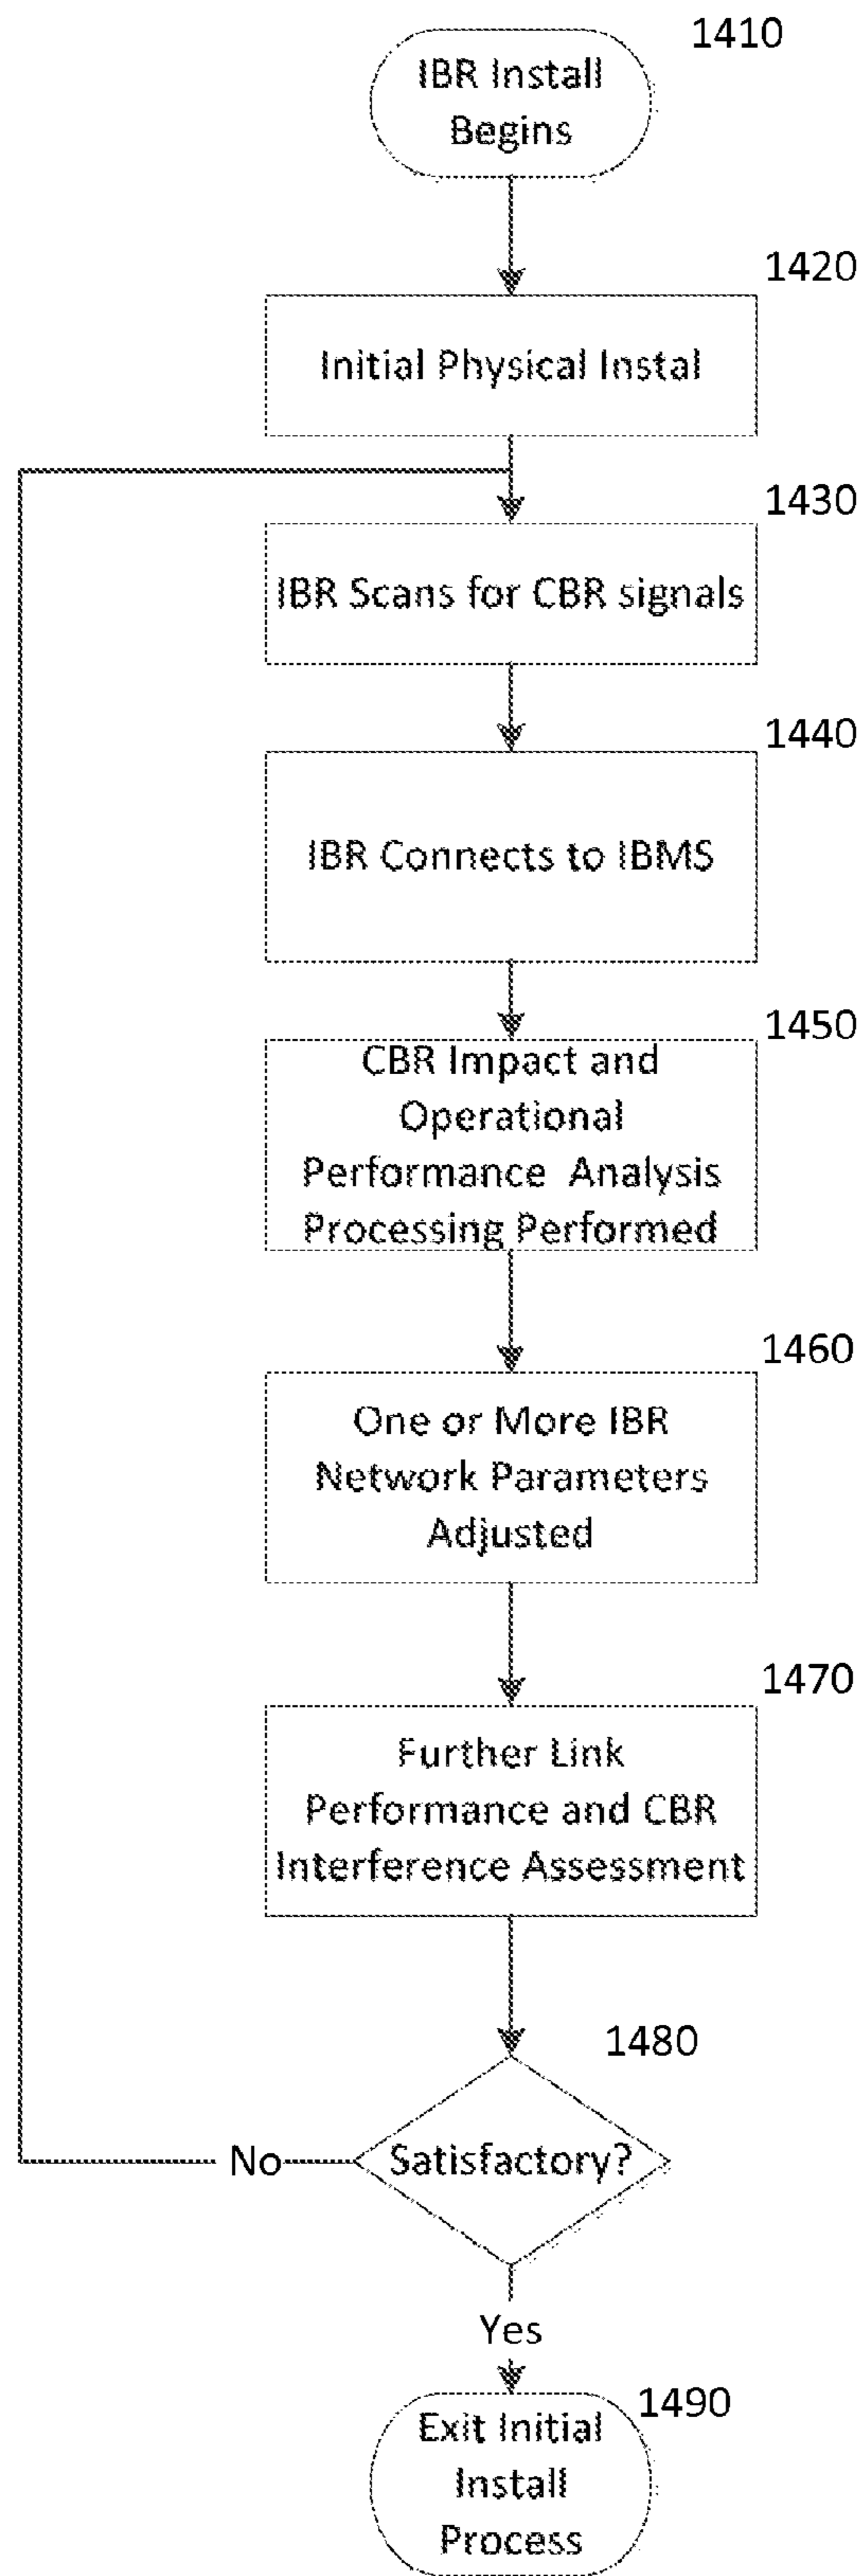 1410
IBR Install
Begins
1420
Initial Physical Instal
1430
IBR Scans for CBR signals
1440
IBR Connects to IBMS
1450
CBR Impact and
Operational
Performance Analysis
Processing Performed
1460
One or More IBR
Network Parameters
Adjusted
1470
Further Link
Performance and CBR
Interference Assessment
1480
Satisfactory?
No
Yes
1490
Exit Initial
Install
Process